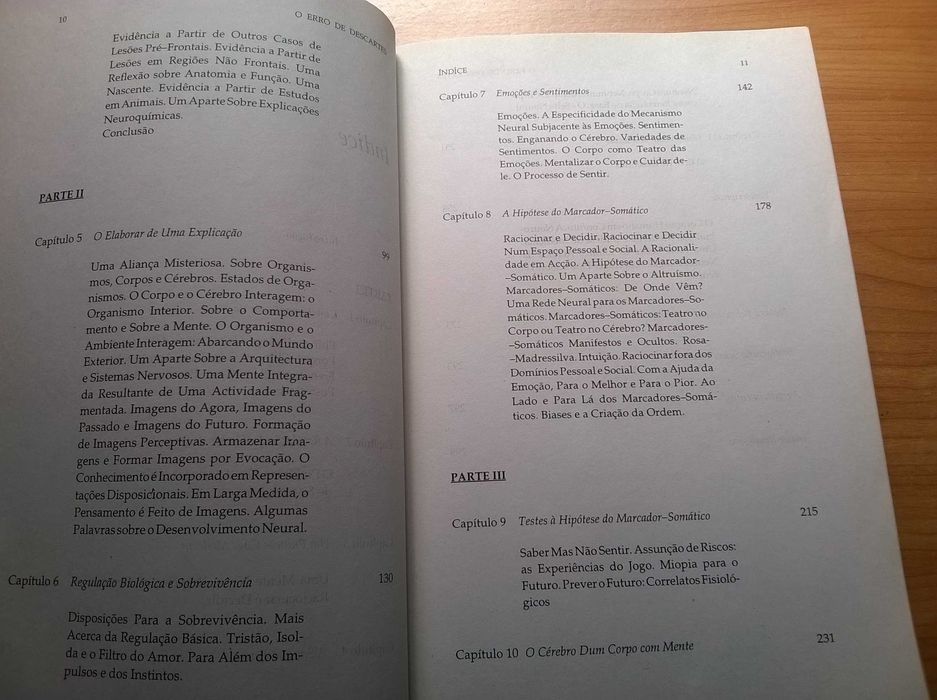 10
O ERRO DE DESCARTES
Evidência a Partir de Outros Casos de
Lesões Pré-Frontais. Evidência a Partir de
Lesões em Regiões Não Frontais. Uma
Reflexão sobre Anatomia e Função. Uma
Nascente. Evidência a Partir de Estudos
em Animais. Um Aparte Sobre Explicações
Neuroquímicas.
Conclusão
PARTE II
Capítulo 5 O Elaborar de Uma Explicação 99
Uma Aliança Misteriosa. Sobre Organis-
mos, Corpos e Cérebros. Estados de Orga-
nismos. O Corpo e o Cérebro Interagem: o
Organismo Interior. Sobre o Comporta-
mento e Sobre a Mente. O Organismo e o
Ambiente Interagem: Abarcando o Mundo
Exterior. Um Aparte Sobre a Arquitectura
e Sistemas Nervosos. Uma Mente Integra-
da Resultante de Uma Actividade Frag-
mentada. Imagens do Agora, Imagens do
Passado e Imagens do Futuro. Formação
de Imagens Perceptivas. Armazenar Ima-
gens e Formar Imagens por Evocação. O
Conhecimento é Incorporado em Represen-
tações Disposicionais. Em Larga Medida, o
Pensamento é Feito de Imagens. Algumas
Palavras sobre o Desenvolvimento Neural.
Capítulo 6 Regulação Biológica e Sobrevivência 130
Disposições Para a Sobrevivência. Mais
Acerca da Regulação Básica. Tristão, Isol-
da e o Filtro do Amor. Para Além dos Im-
pulsos e dos Instintos.
INDÍCE 11
Capítulo 7 Emoções e Sentimentos 142
Emoções. A Especificidade do Mecanismo
Neural Subjacente às Emoções. Sentimen-
tos. Enganando o Cérebro. Variedades de
Sentimentos. O Corpo como Teatro das
Emoções. Mentalizar o Corpo e Cuidar de-
le. O Processo de Sentir.
Capítulo 8 A Hipótese do Marcador-Somático 178
Raciocinar e Decidir. Raciocinar e Decidir
Num Espaço Pessoal e Social. A Racionali-
dade em Acção. A Hipótese do Marcador-
-Somático. Um Aparte Sobre o Altruísmo.
Marcadores-Somáticos: De Onde Vêm?
Uma Rede Neural para os Marcadores-So-
máticos. Marcadores-Somáticos: Teatro no
Corpo ou Teatro no Cérebro? Marcadores-
-Somáticos Manifestos e Ocultos. Rosa-
-Madressilva. Intuição. Raciocinar fora dos
Domínios Pessoal e Social. Com a Ajuda da
Emoção, Para o Melhor e Para o Pior. Ao
Lado e Para Lá dos Marcadores-Somá-
ticos. Biases e a Criação da Ordem.
PARTE III
Capítulo 9 Testes à Hipótese do Marcador-Somático 215
Saber Mas Não Sentir. Assunção de Riscos:
as Experiências do Jogo. Miopia para o
Futuro. Prever o Futuro: Correlatos Fisioló-
gicos
Capítulo 10 O Cérebro Dum Corpo com Mente 231